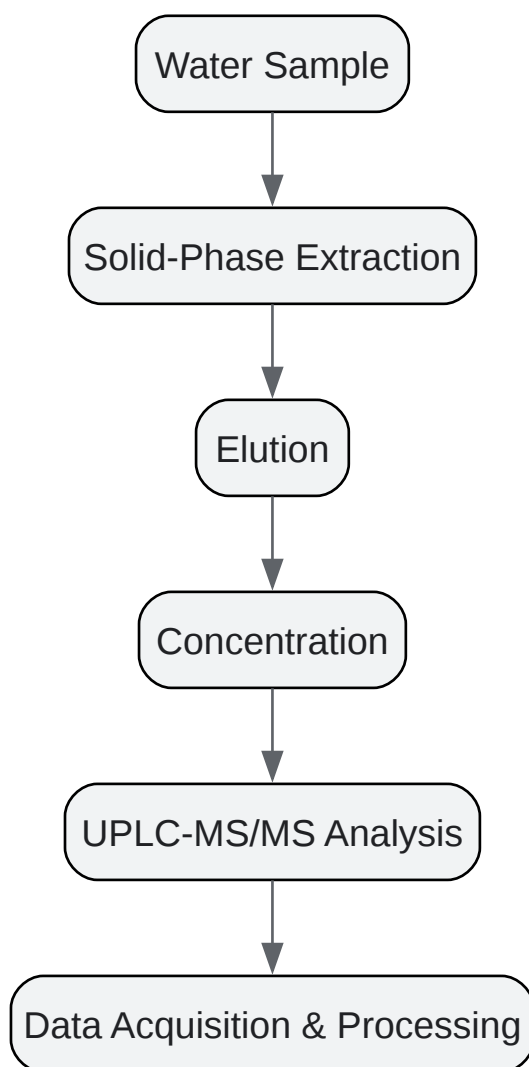 Water Sample
Solid-Phase Extraction
Elution
Concentration
UPLC-MS/MS Analysis
Data Acquisition & Processing